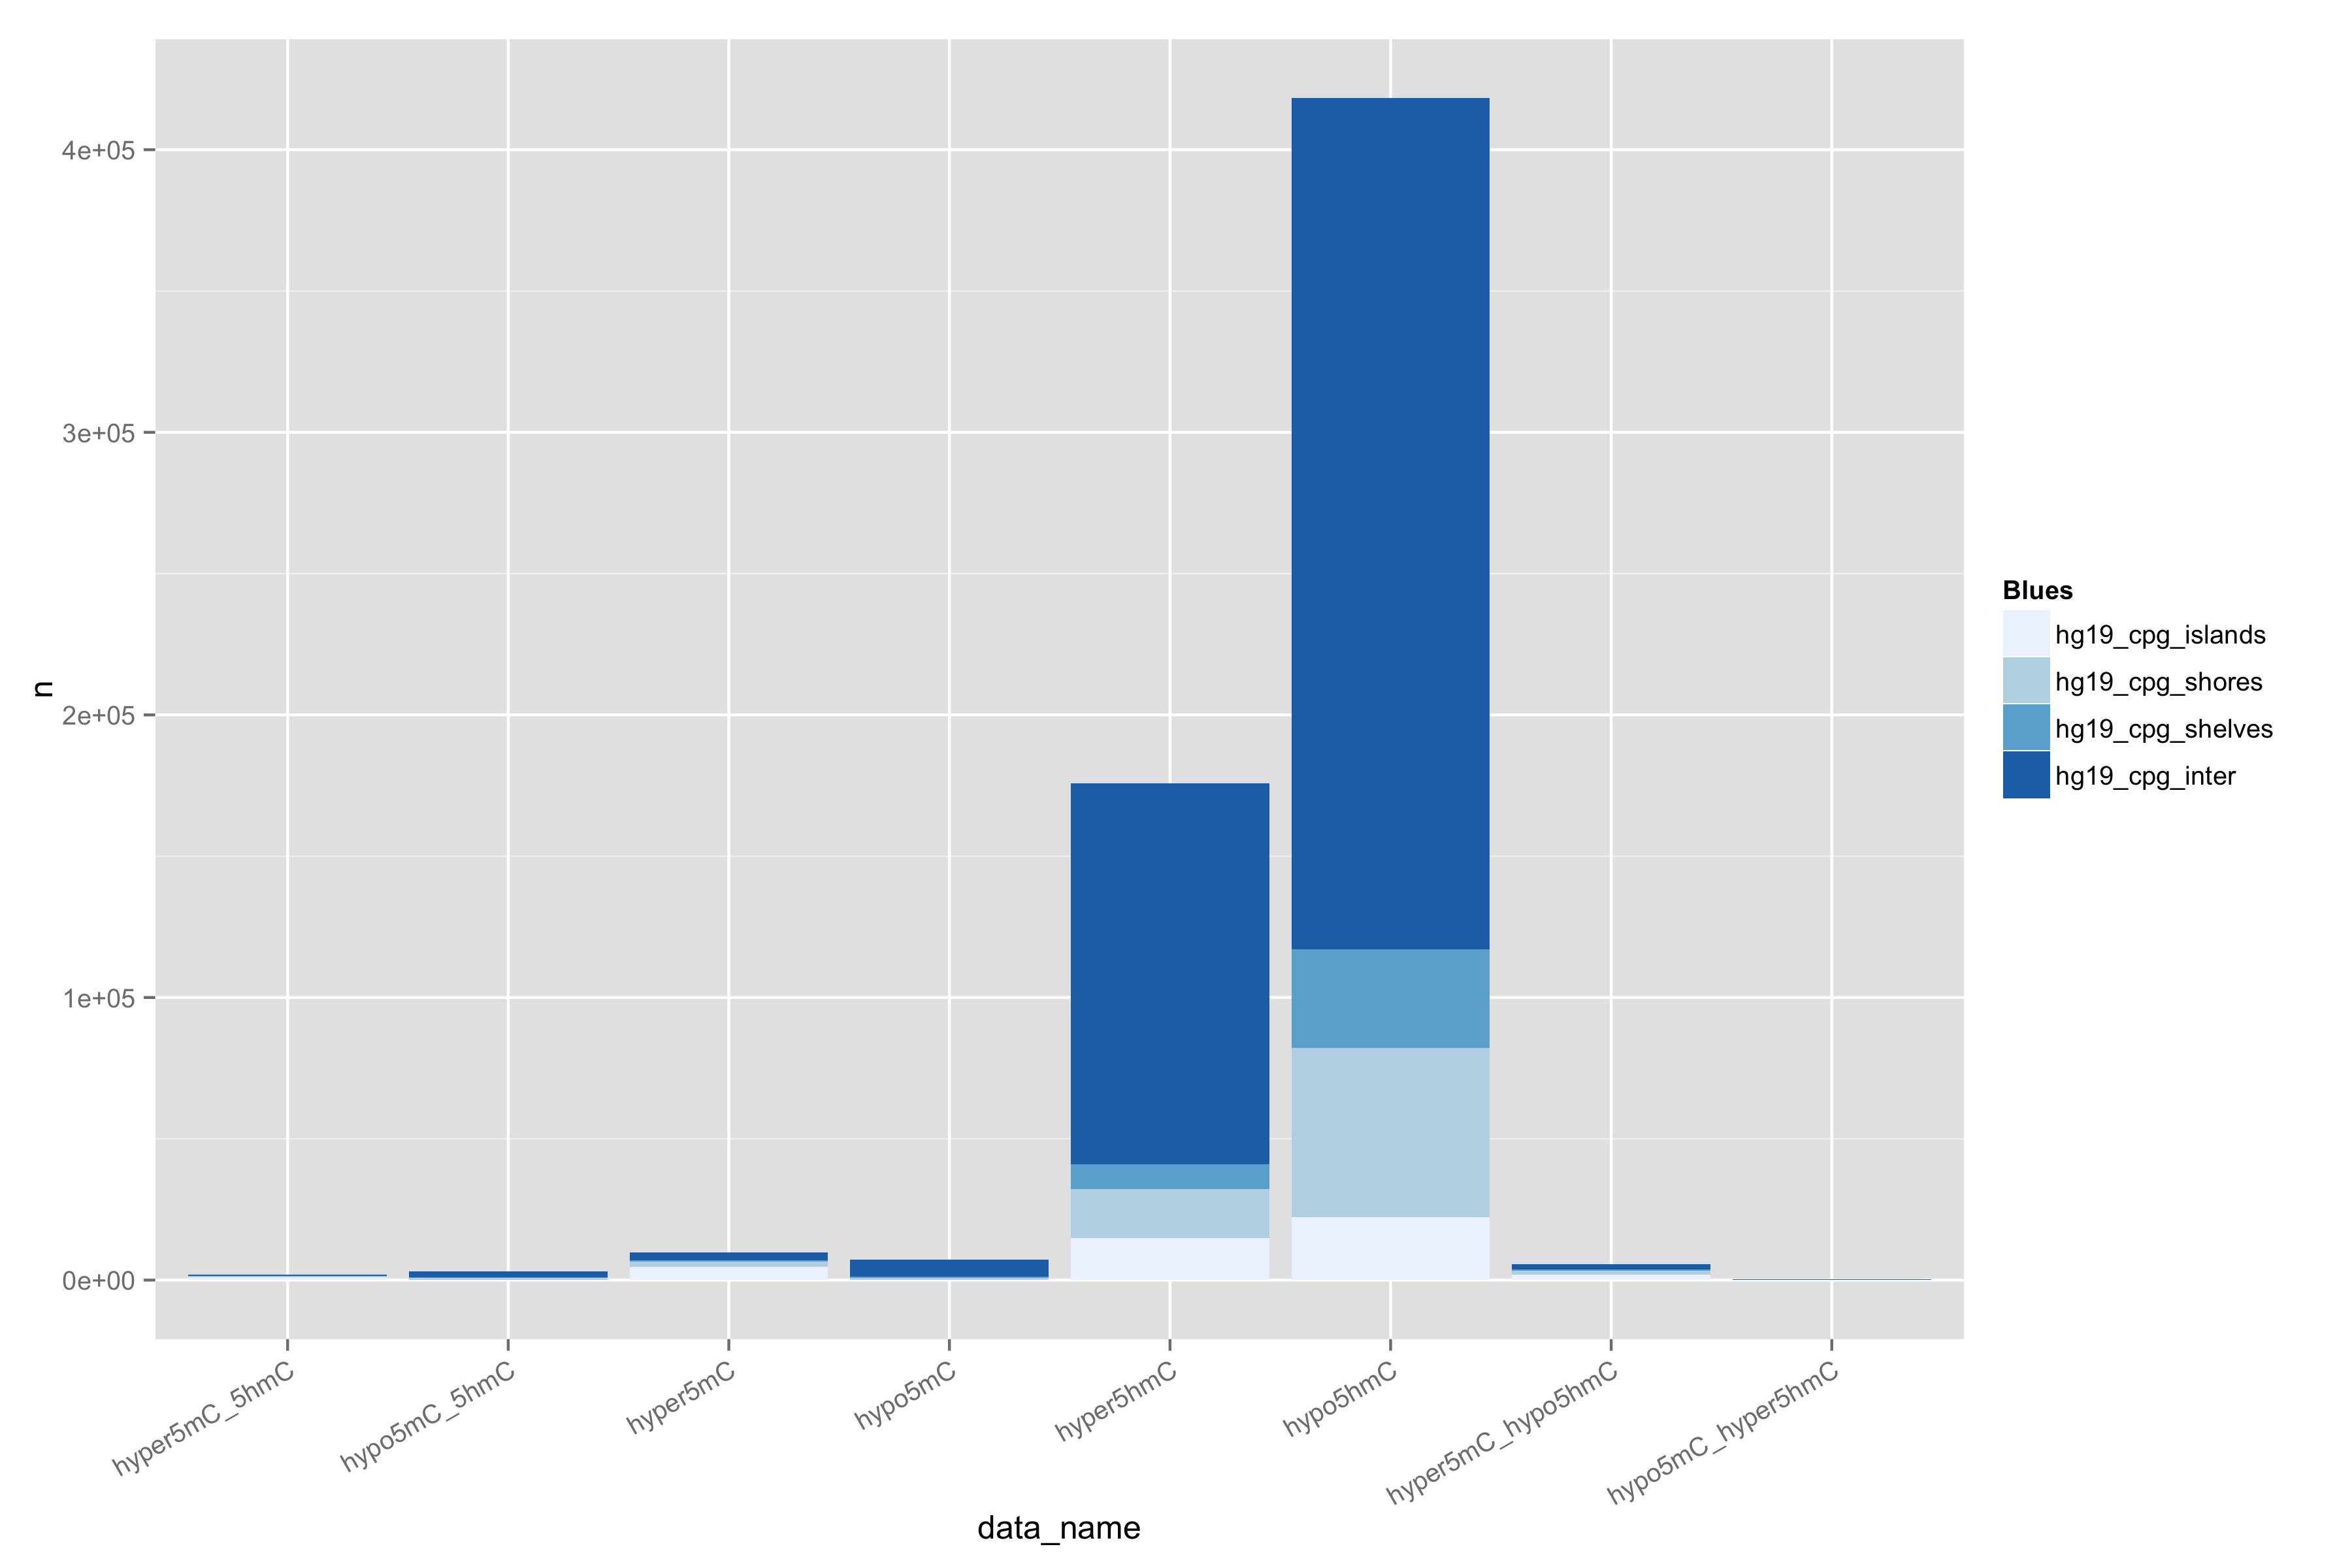 4e+05
3e+05
2e+05
1e+05
0e+00
n
hyper5mC_5hmC
hypo5mC_5hmC
hyper5mC
hypo5mC
hyper5hmC
hypo5hmC
hyper5mC_hypo5hmC
hypo5mC_hyper5hmC
data_name
Blues
hg19_cpg_islands
hg19_cpg_shores
hg19_cpg_shelves
hg19_cpg_inter